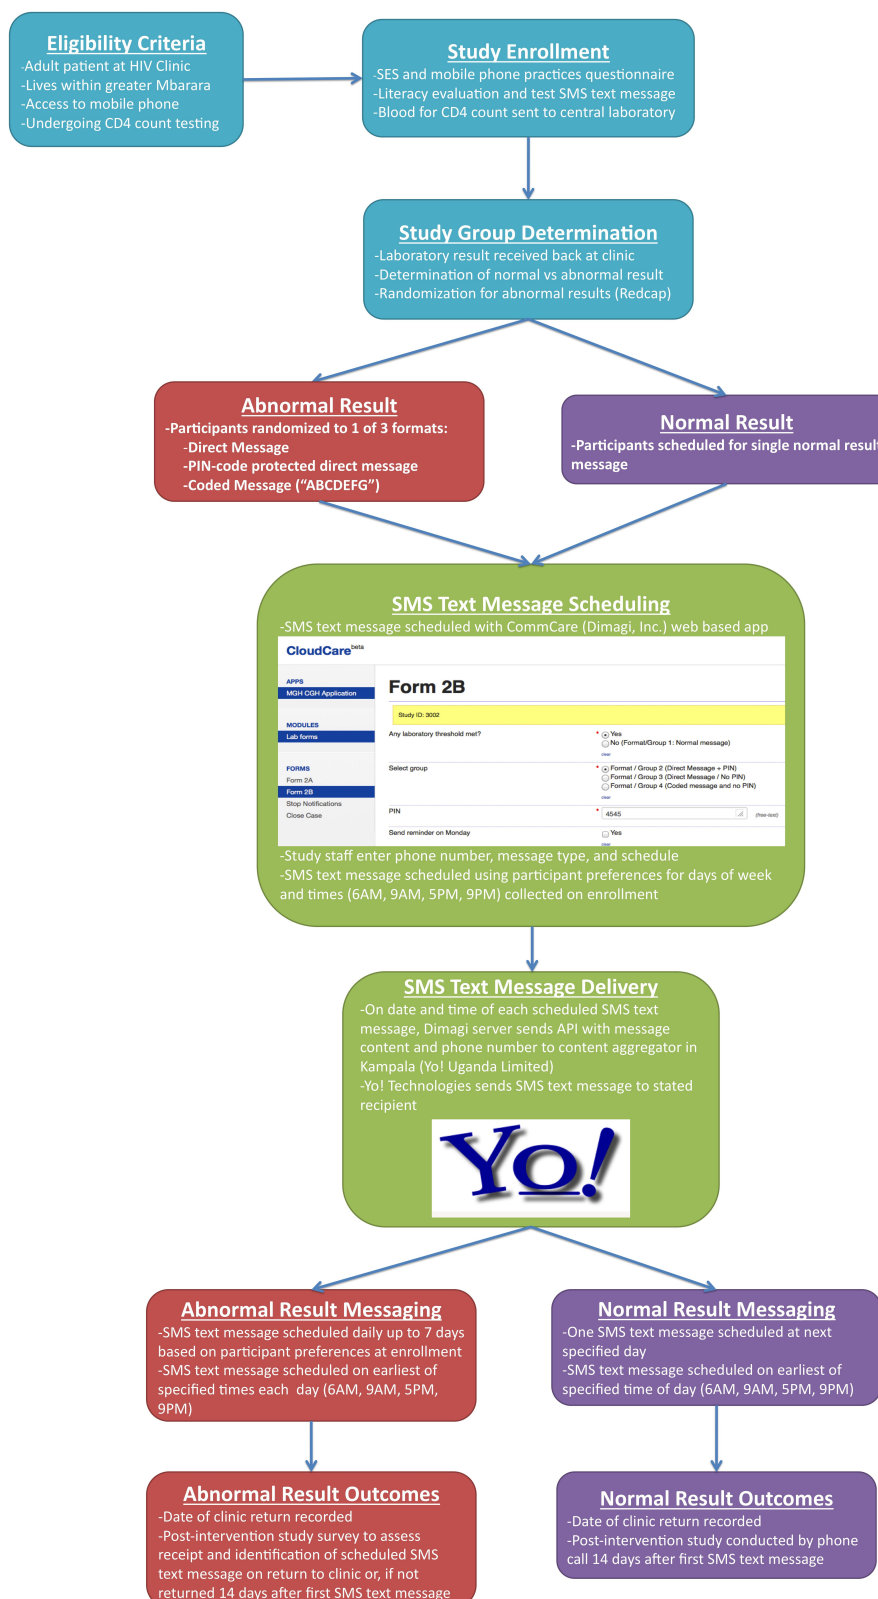 Eligibility Criteria
-Adult patient at HIV Clinic
-Lives within greater Mbarara
-Access to mobile phone
-Undergoing CD4 count testing
Study Enrollment
-SES and mobile phone practices questionnaire
-Literacy evaluation and test SMS text message
-Blood for CD4 count sent to central laboratory
Study Group Determination
-Laboratory result received back at clinic
-Determination of normal vs abnormal result
-Randomization for abnormal results (Redcap)
Abnormal Result
-Participants randomized to 1 of 3 formats:
-Direct Message
-PIN-code protected direct message
-Coded Message (“ABCDEFG”)
Normal Result
-Participants scheduled for single normal result
message
SMS Text Message Scheduling
-SMS text message scheduled with CommCare (Dimagi, Inc.) web based app
CloudCare beta
APPS
MGH CGH Application
MODULES
Lab forms
FORMS
Form 2A
Form 2B
Stop Notifications
Close Case
Form 2B
Study ID: 3002
Any laboratory threshold met?
* Yes
No (Format/Group 1: Normal message)
clear
Select group
* Format / Group 2 (Direct Message + PIN)
Format / Group 3 (Direct Message / No PIN)
Format / Group 4 (Coded message and no PIN)
clear
PIN
* 4545 (free-text)
Send reminder on Monday
Yes
clear
-Study staff enter phone number, message type, and schedule
-SMS text message scheduled using participant preferences for days of week
and times (6AM, 9AM, 5PM, 9PM) collected on enrollment
SMS Text Message Delivery
-On date and time of each scheduled SMS text
message, Dimagi server sends API with message
content and phone number to content aggregator in
Kampala (Yo! Uganda Limited)
-Yo! Technologies sends SMS text message to stated
recipient
Yo!
Abnormal Result Messaging
-SMS text message scheduled daily up to 7 days
based on participant preferences at enrollment
-SMS text message scheduled on earliest of
specified times each day (6AM, 9AM, 5PM,
9PM)
Normal Result Messaging
-One SMS text message scheduled at next
specified day
-SMS text message scheduled on earliest of
specified time of day (6AM, 9AM, 5PM, 9PM)
Abnormal Result Outcomes
-Date of clinic return recorded
-Post-intervention study survey to assess
receipt and identification of scheduled SMS
text message on return to clinic or, if not
returned 14 days after first SMS text message
Normal Result Outcomes
-Date of clinic return recorded
-Post-intervention study conducted by phone
call 14 days after first SMS text message